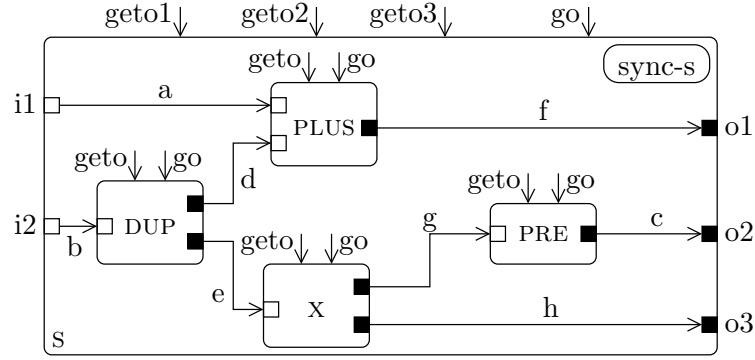 geto1 geto2 geto3 go
geto go
sync-s
i1 a
PLUS f o1
geto go d
i2 b DUP
geto go
g PRE c o2
geto go
e X h o3
s